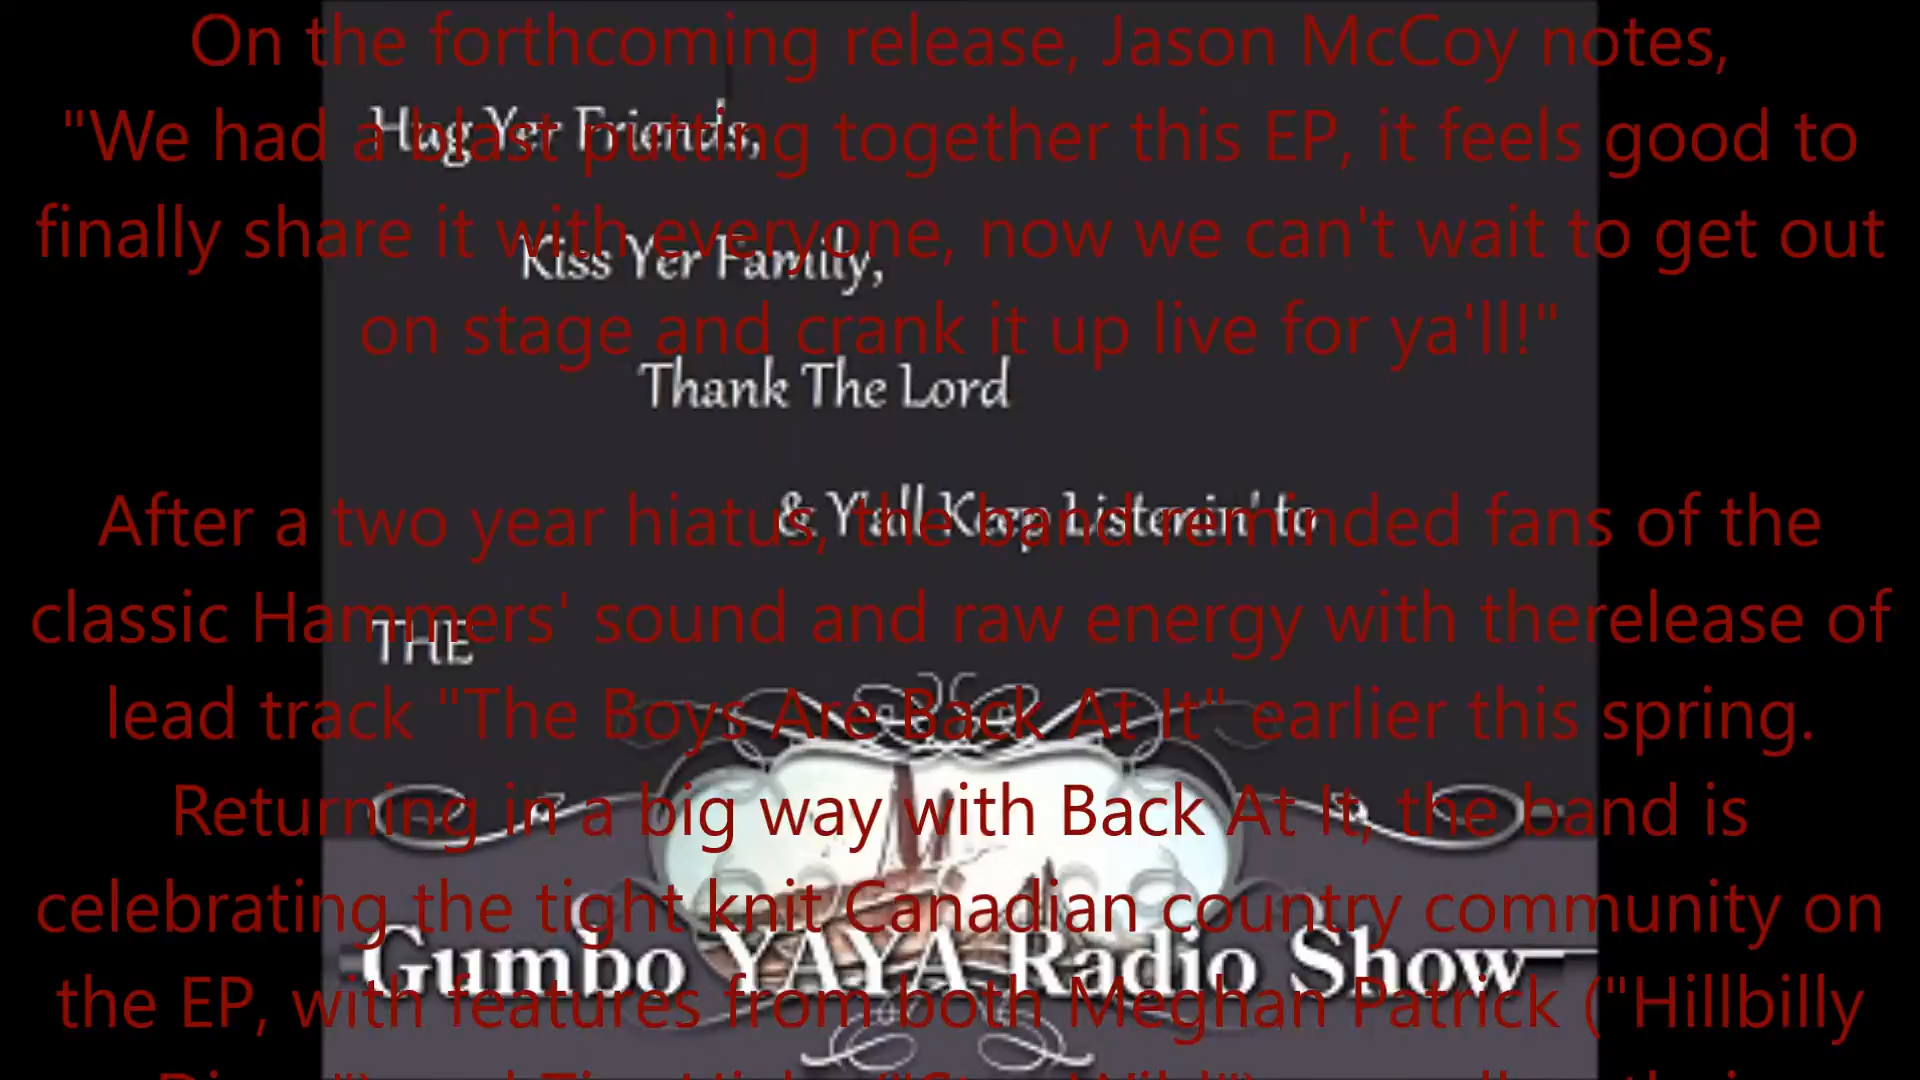 On the forthcoming release, Jason McCoy notes,
"We had a blast putting together this EP, it feels good to
finally share it with everyone, now we can't wait to get out
on stage and crank it up live for ya'll!"
After a two year hiatus, the band reminded fans of the
classic Hammers' sound and raw energy with therelease of
lead track "The Boys Are Back At It" earlier this spring.
Returning in a big way with Back At It, the band is
celebrating the tight knit Canadian country community on
the EP, with features from both Meghan Patrick ("Hillbilly
Hug Yer Friends,
Kiss Yer Family,
Thank The Lord
& Y'all Keep Listenin' to
THE
Gumbo YAYA Radio Show